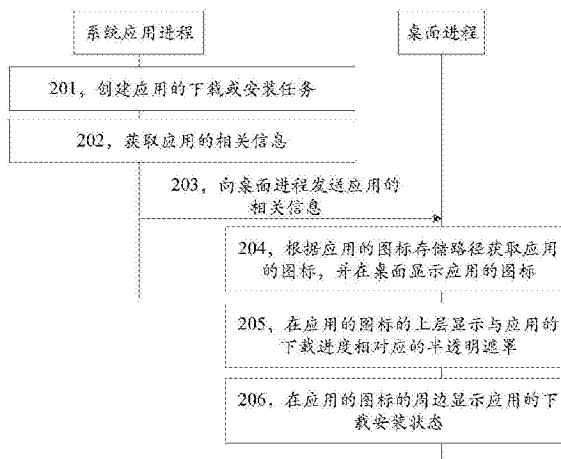 系统应用进程
桌面进程
201，创建应用的下载或安装任务
202，获取应用的相关信息
203，向桌面进程发送应用的
相关信息
204，根据应用的图标存储路径获取应用
的图标，并在桌面显示应用的图标
205，在应用的图标的上层显示与应用的
下载进度相对应的半透明遮罩
206，在应用的图标的周边显示应用的下
载安装状态